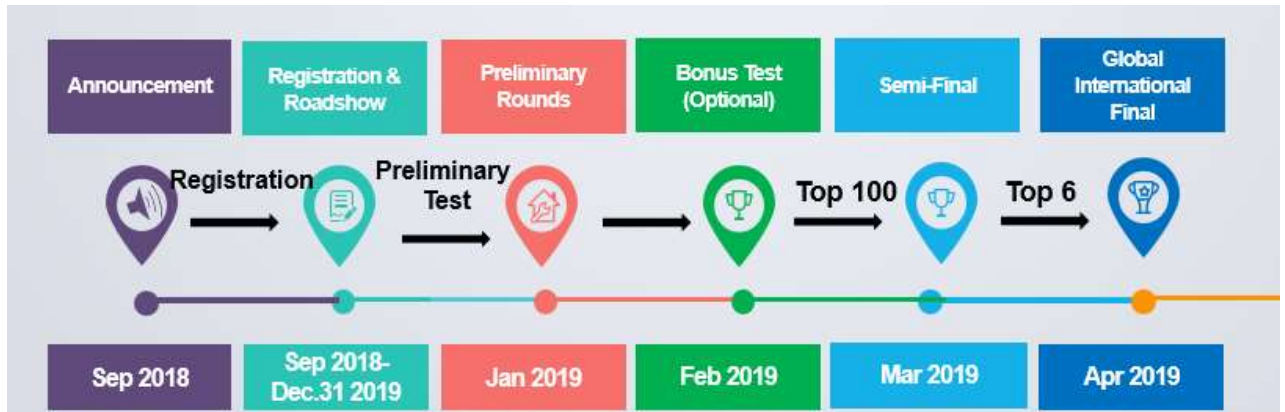 Announcement
Registration &
Roadshow
Preliminary
Rounds
Bonus Test
(Optional)
Semi-Final
Global
International
Final
Registration
Preliminary
Test
Top 100
Top 6
Sep 2018
Sep 2018-
Dec.31 2019
Jan 2019
Feb 2019
Mar 2019
Apr 2019